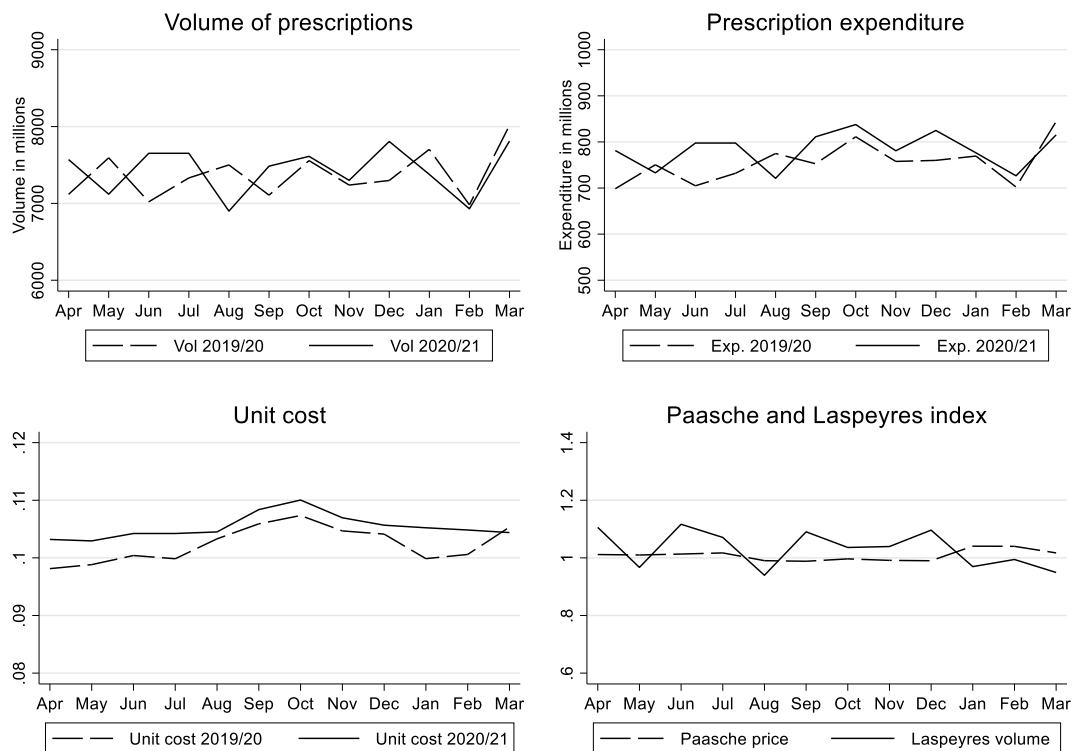 Volume of prescriptions
Volume in millions
9000
8000
7000
6000
Apr May Jun Jul Aug Sep Oct Nov Dec Jan Feb Mar
Vol 2019/20 Vol 2020/21
Prescription expenditure
Expenditure in millions
1000
900
800
700
600
500
Apr May Jun Jul Aug Sep Oct Nov Dec Jan Feb Mar
Exp. 2019/20 Exp. 2020/21
Unit cost
.12
.11
.1
.09
.08
Apr May Jun Jul Aug Sep Oct Nov Dec Jan Feb Mar
Unit cost 2019/20 Unit cost 2020/21
Paasche and Laspeyres index
1.4
1.2
1
.8
.6
Apr May Jun Jul Aug Sep Oct Nov Dec Jan Feb Mar
Paasche price Laspeyres volume